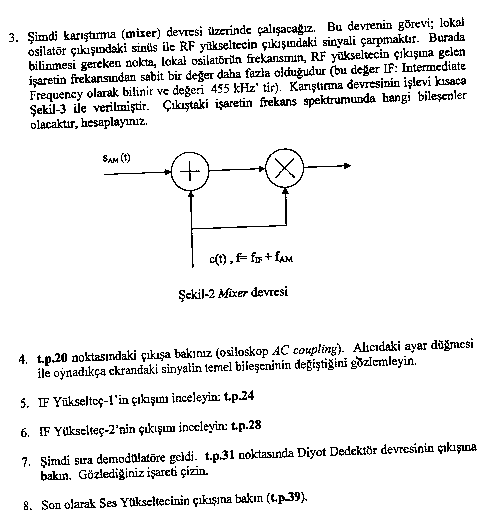 3. Şimdi karıştırma (mixer) devresi üzerinde çalışacağız. Bu devrenin görevi; lokal
osilatör çıkışındaki sinüs ile RF yükseltecin çıkışındaki sinyali çarpmaktır. Burada
bilinmesi gereken nokta, lokal osilatörün frekansının, RF yükseltecin çıkışına gelen
işaretin frekansından sabit bir değer daha fazla olduğudur (bu değer IF: Intermediate
Frequency olarak bilinir ve değeri 455 kHz' tir). Karıştırma devresinin işlevi kısaca
Şekil-3 ile verilmiştir. Çıkıştaki işaretin frekans spektrumunda hangi bileşenler
olacaktır, hesaplayınız.
SAM (t)
+
X
c(t) , f= fIF + fAM
Şekil-2 Mixer devresi
4. t.p.20 noktasındaki çıkışa bakınız (osiloskop AC coupling). Alıcıdaki ayar düğmesi
ile oynadıkça ekrandaki sinyalin temel bileşeninin değiştiğini gözlemleyin.
5. IF Yükselteç-1'in çıkışını inceleyin: t.p.24
6. IF Yükselteç-2'nin çıkışını inceleyin: t.p.28
7. Şimdi sıra demodülatöre geldi. t.p.31 noktasında Diyot Dedektör devresinin çıkışına
bakın. Gözlediğiniz işareti çizin.
8. Son olarak Ses Yükseltecinin çıkışına bakın (t.p.39).